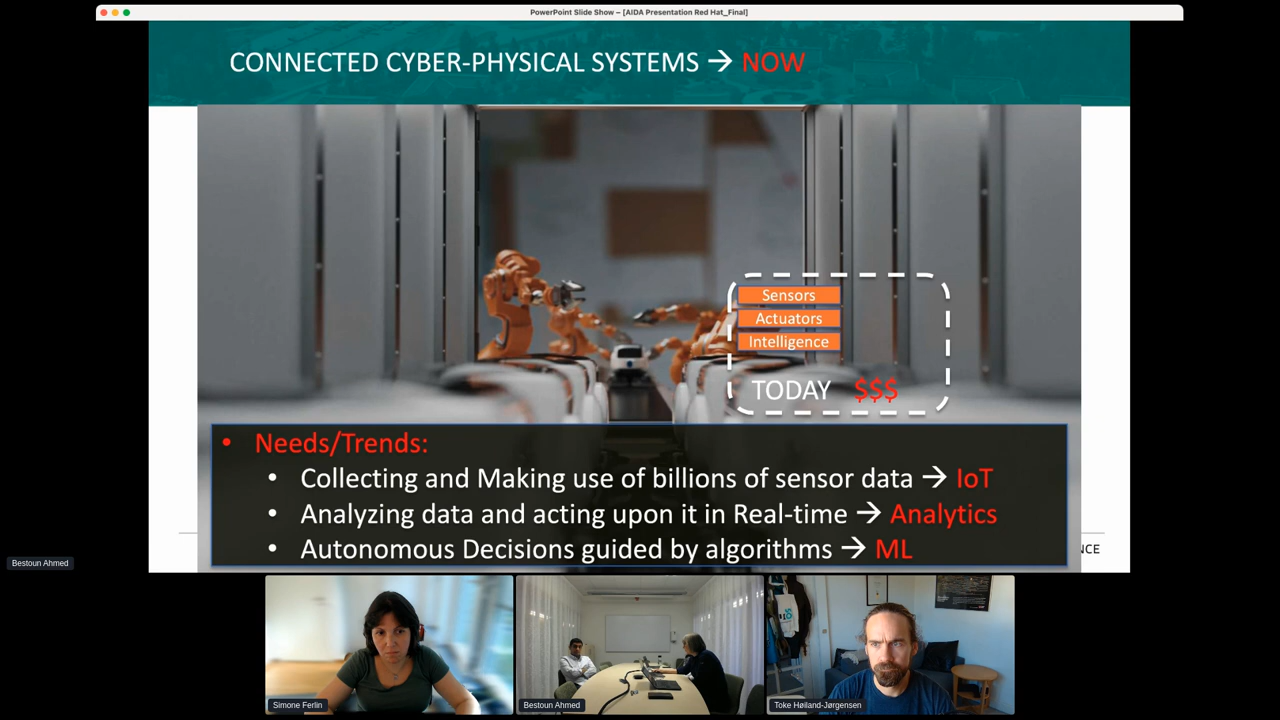 PowerPoint Slide Show – [AIDA Presentation Red Hat_Final]
CONNECTED CYBER-PHYSICAL SYSTEMS → NOW
Sensors
Actuators
Intelligence
TODAY $$$
• Needs/Trends:
• Collecting and Making use of billions of sensor data → IoT
• Analyzing data and acting upon it in Real-time → Analytics
• Autonomous Decisions guided by algorithms → ML
NCE
Bestoun Ahmed
Simone Ferlin
Bestoun Ahmed
Toke Høiland-Jørgensen